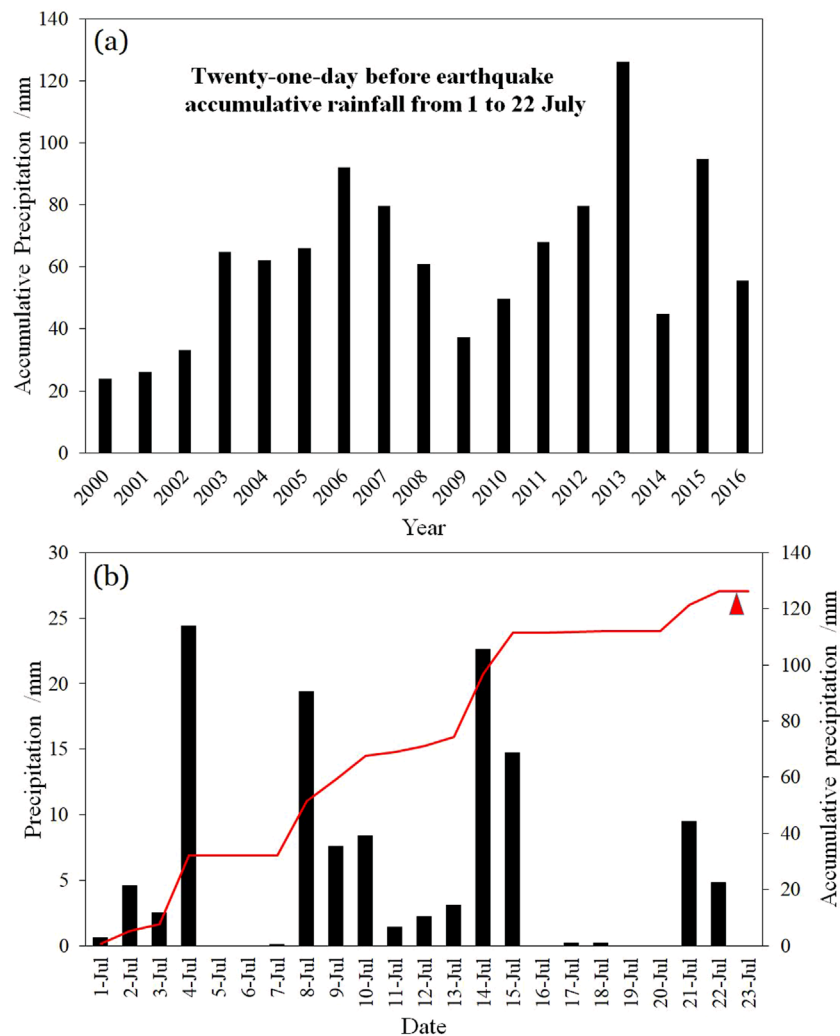 (a)
Twenty-one-day before earthquake
accumulative rainfall from 1 to 22 July
Accumulative Precipitation /mm
140
120
100
80
60
40
20
0
2000 2001 2002 2003 2004 2005 2006 2007 2008 2009 2010 2011 2012 2013 2014 2015 2016
Year
(b)
Precipitation /mm
30
25
20
15
10
5
0
140
120
100
80
60
40
20
0
Accumulative precipitation /mm
1-Jul 2-Jul 3-Jul 4-Jul 5-Jul 6-Jul 7-Jul 8-Jul 9-Jul 10-Jul 11-Jul 12-Jul 13-Jul 14-Jul 15-Jul 16-Jul 17-Jul 18-Jul 19-Jul 20-Jul 21-Jul 22-Jul 23-Jul
Date